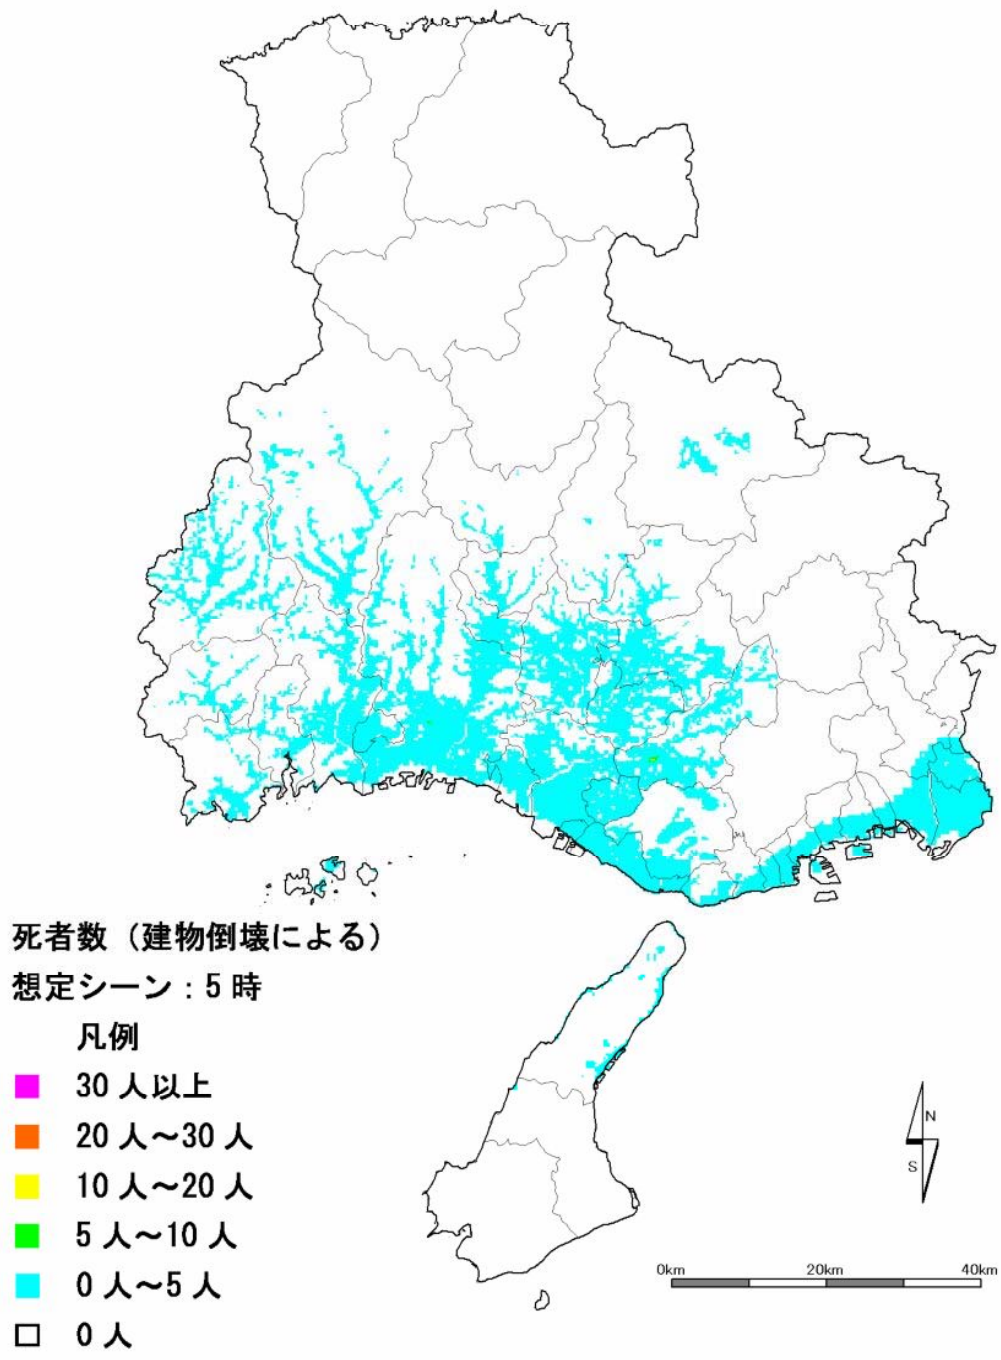 死者数（建物倒壊による）
想定シーン：5時
凡例
30人以上
20人～30人
10人～20人
5人～10人
0人～5人
0人
N
S
0km 20km 40km